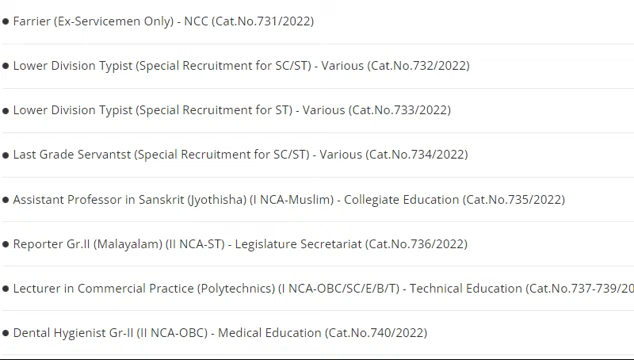 • Farrier (Ex-Servicemen Only) - NCC (Cat.No.731/2022)
• Lower Division Typist (Special Recruitment for SC/ST) - Various (Cat.No.732/2022)
• Lower Division Typist (Special Recruitment for ST) - Various (Cat.No.733/2022)
• Last Grade Servantst (Special Recruitment for SC/ST) - Various (Cat.No.734/2022)
• Assistant Professor in Sanskrit (Jyothisha) (I NCA-Muslim) - Collegiate Education (Cat.No.735/2022)
• Reporter Gr.II (Malayalam) (II NCA-ST) - Legislature Secretariat (Cat.No.736/2022)
• Lecturer in Commercial Practice (Polytechnics) (I NCA-OBC/SC/E/B/T) - Technical Education (Cat.No.737-739/20
• Dental Hygienist Gr-II (II NCA-OBC) - Medical Education (Cat.No.740/2022)